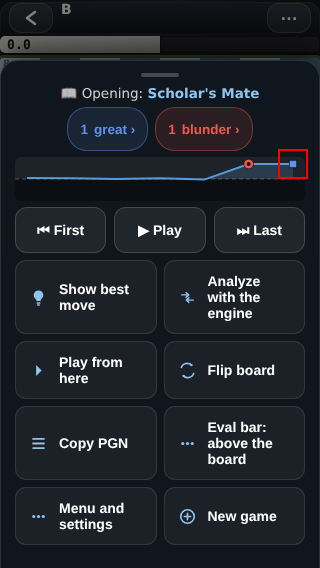 B
0.0
📖 Opening: Scholar's Mate
1 great ›
1 blunder ›
⏮ First
▶ Play
⏭ Last
Show best
move
Analyze
with the
engine
Play from
here
Flip board
Copy PGN
Eval bar:
above the
board
Menu and
settings
New game